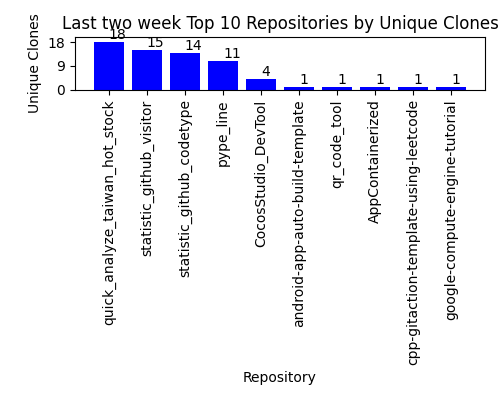 Last two week Top 10 Repositories by Unique Clones
Unique Clones
18
9
0
18
15
14
11
4
1
1
1
1
1
quick_analyze_taiwan_hot_stock
statistic_github_visitor
statistic_github_codetype
pype_line
CocosStudio_DevTool
android-app-auto-build-template
qr_code_tool
AppContainerized
cpp-gitaction-template-using-leetcode
google-compute-engine-tutorial
Repository